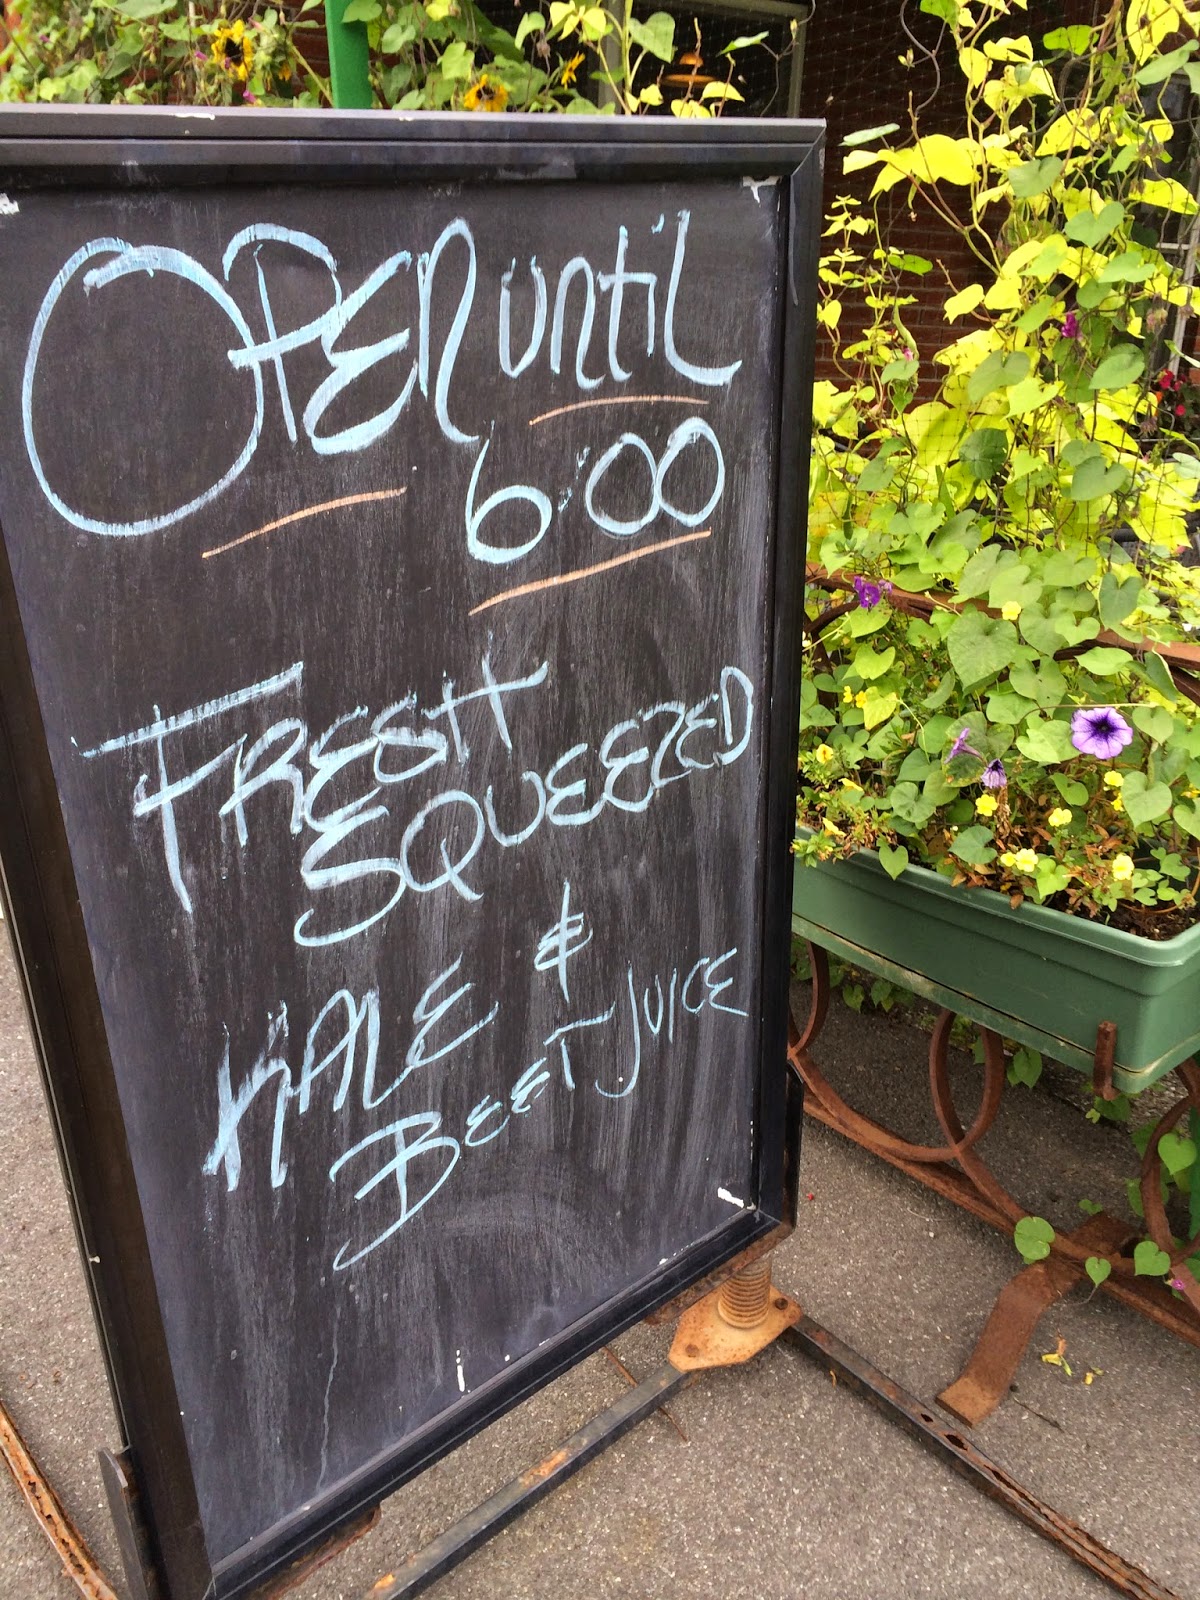 OPEN until
6:00
FRESH
SQUEEZED
KALE &
BEET JUICE